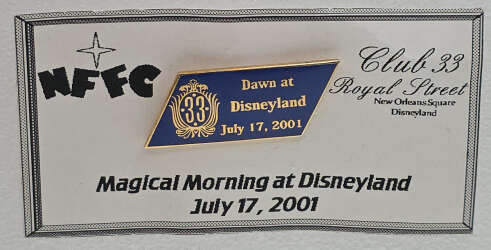 NFFC
Club 33
Royal Street
New Orleans Square
Disneyland
33
Dawn at
Disneyland
July 17, 2001
Magical Morning at Disneyland
July 17, 2001